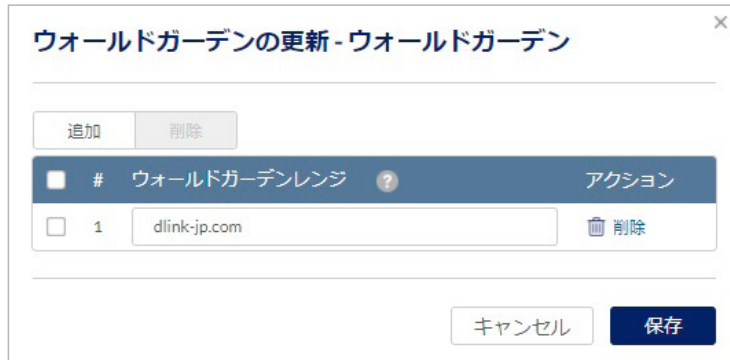 ウォールドガーデンの更新 - ウォールドガーデン
×
追加 削除
# ウォールドガーデンレンジ ? アクション
1 dlink-jp.com 削除
キャンセル 保存